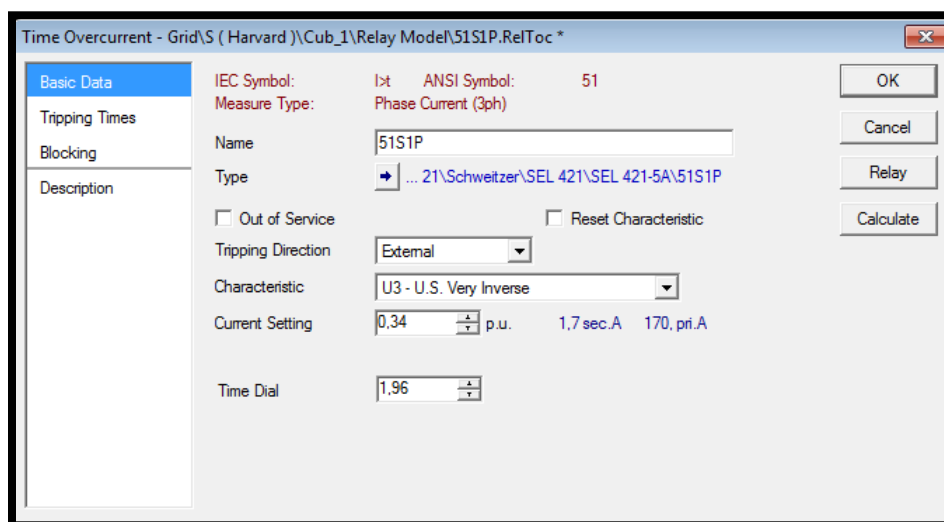 Time Overcurrent - Grid\S ( Harvard )\Cub_1\Relay Model\51S1P.RelToc *
Basic Data
Tripping Times
Blocking
Description
IEC Symbol: I>t ANSI Symbol: 51
Measure Type: Phase Current (3ph)
Name 51S1P
Type ... 21\Schweitzer\SEL 421\SEL 421-5A\51S1P
Out of Service Reset Characteristic
Tripping Direction External
Characteristic U3 - U.S. Very Inverse
Current Setting 0,34 p.u. 1,7 sec.A 170, pri.A
Time Dial 1,96
OK
Cancel
Relay
Calculate